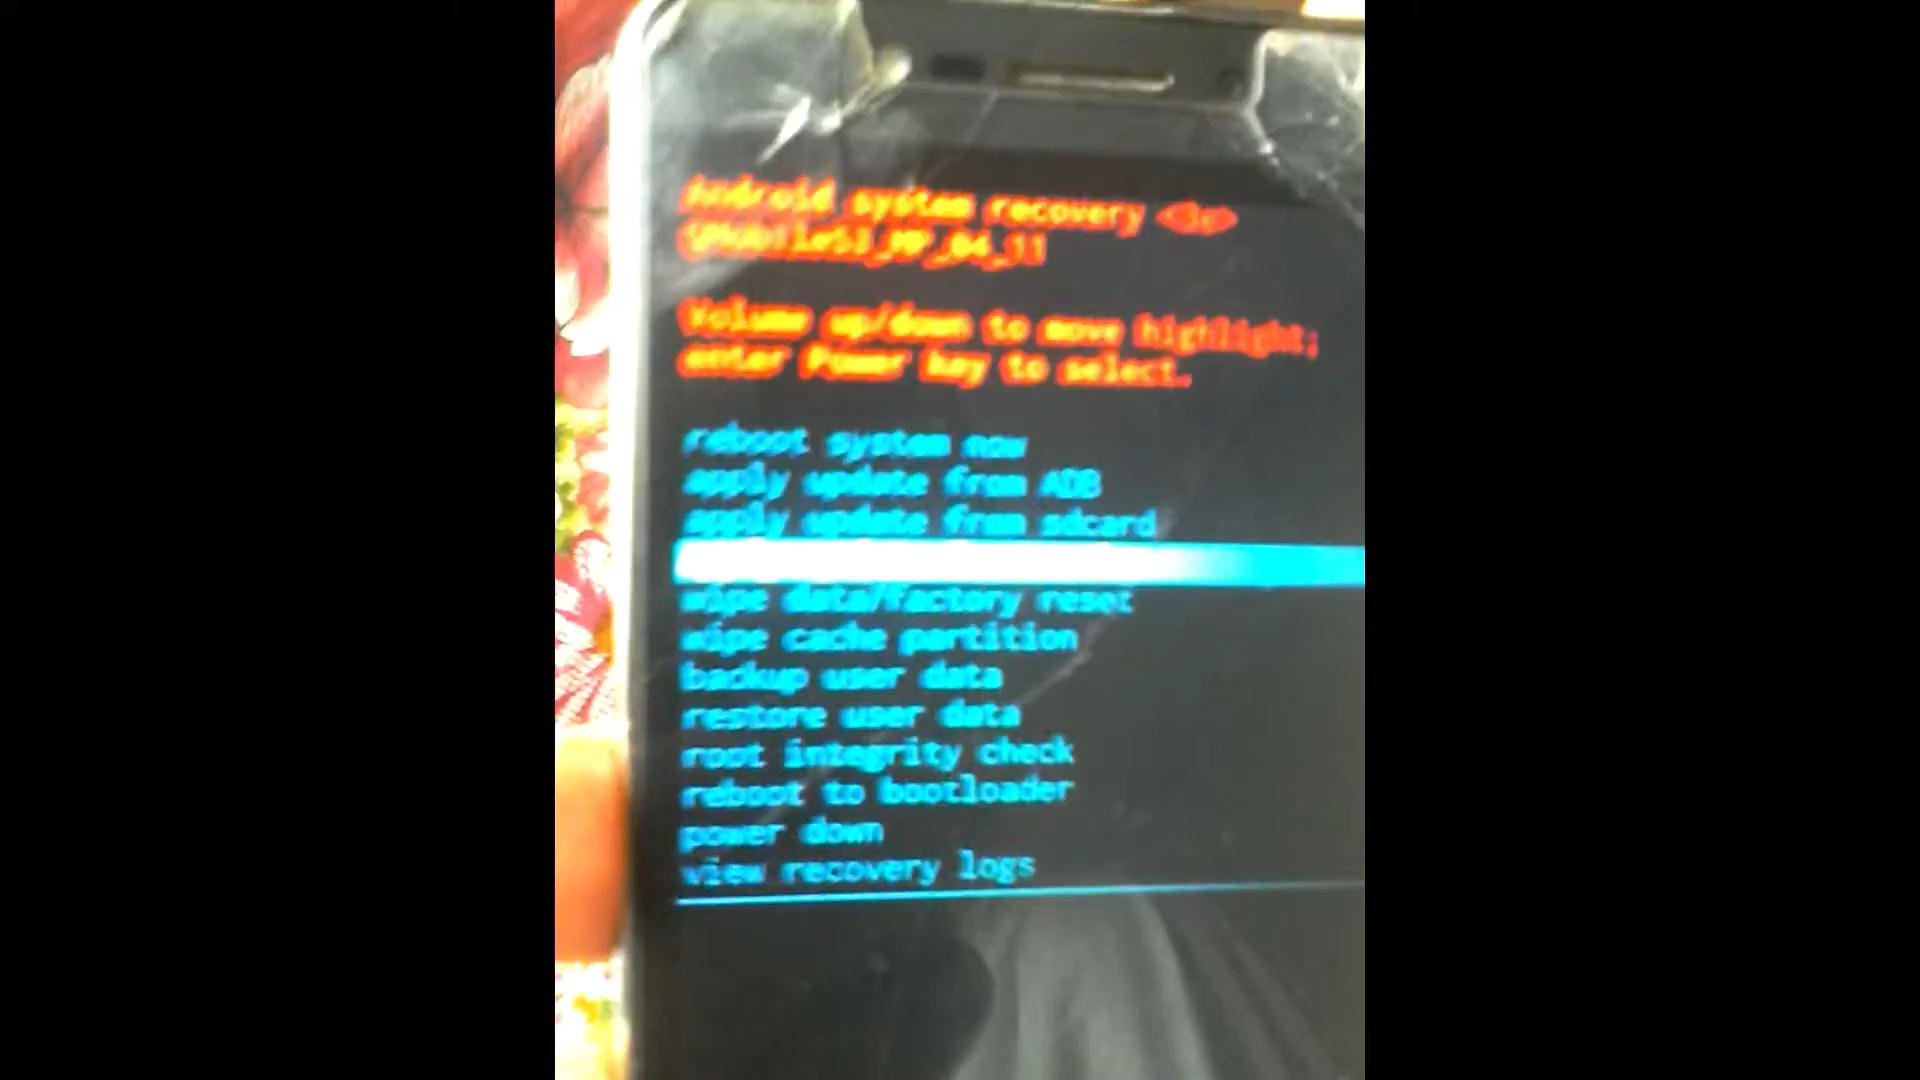 Android system recovery <3e>
QMobileS1_MP_04_11
Volume up/down to move highlight;
enter Power key to select.
reboot system now
apply update from ADB
apply update from sdcard
wipe data/factory reset
wipe cache partition
backup user data
restore user data
root integrity check
reboot to bootloader
power down
view recovery logs